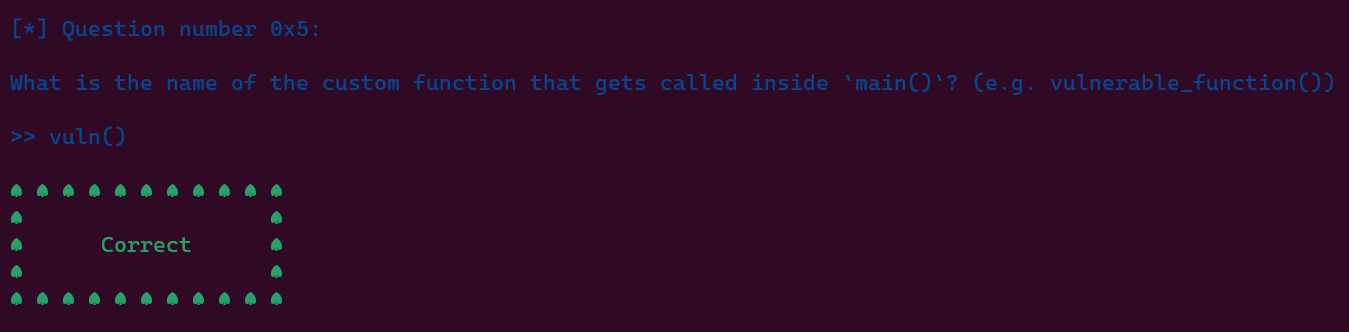 [*] Question number 0x5:
What is the name of the custom function that gets called inside `main()`? (e.g. vulnerable_function())
>> vuln()
♠ ♠ ♠ ♠ ♠ ♠ ♠ ♠ ♠ ♠ ♠
♠ ♠
♠ Correct ♠
♠ ♠
♠ ♠ ♠ ♠ ♠ ♠ ♠ ♠ ♠ ♠ ♠